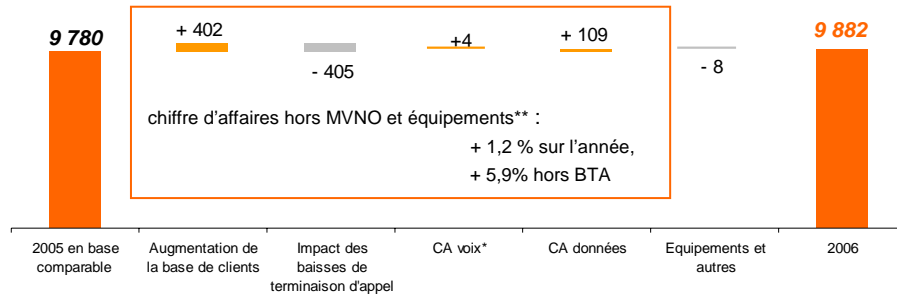 9 780
+ 402
- 405
+4
+ 109
- 8
9 882
chiffre d'affaires hors MVNO et équipements** :
+ 1,2 % sur l'année,
+ 5,9% hors BTA
2005 en base
comparable
Augmentation de
la base de clients
Impact des
baisses de
terminaison d'appel
CA voix*
CA données
Equipements et
autres
2006